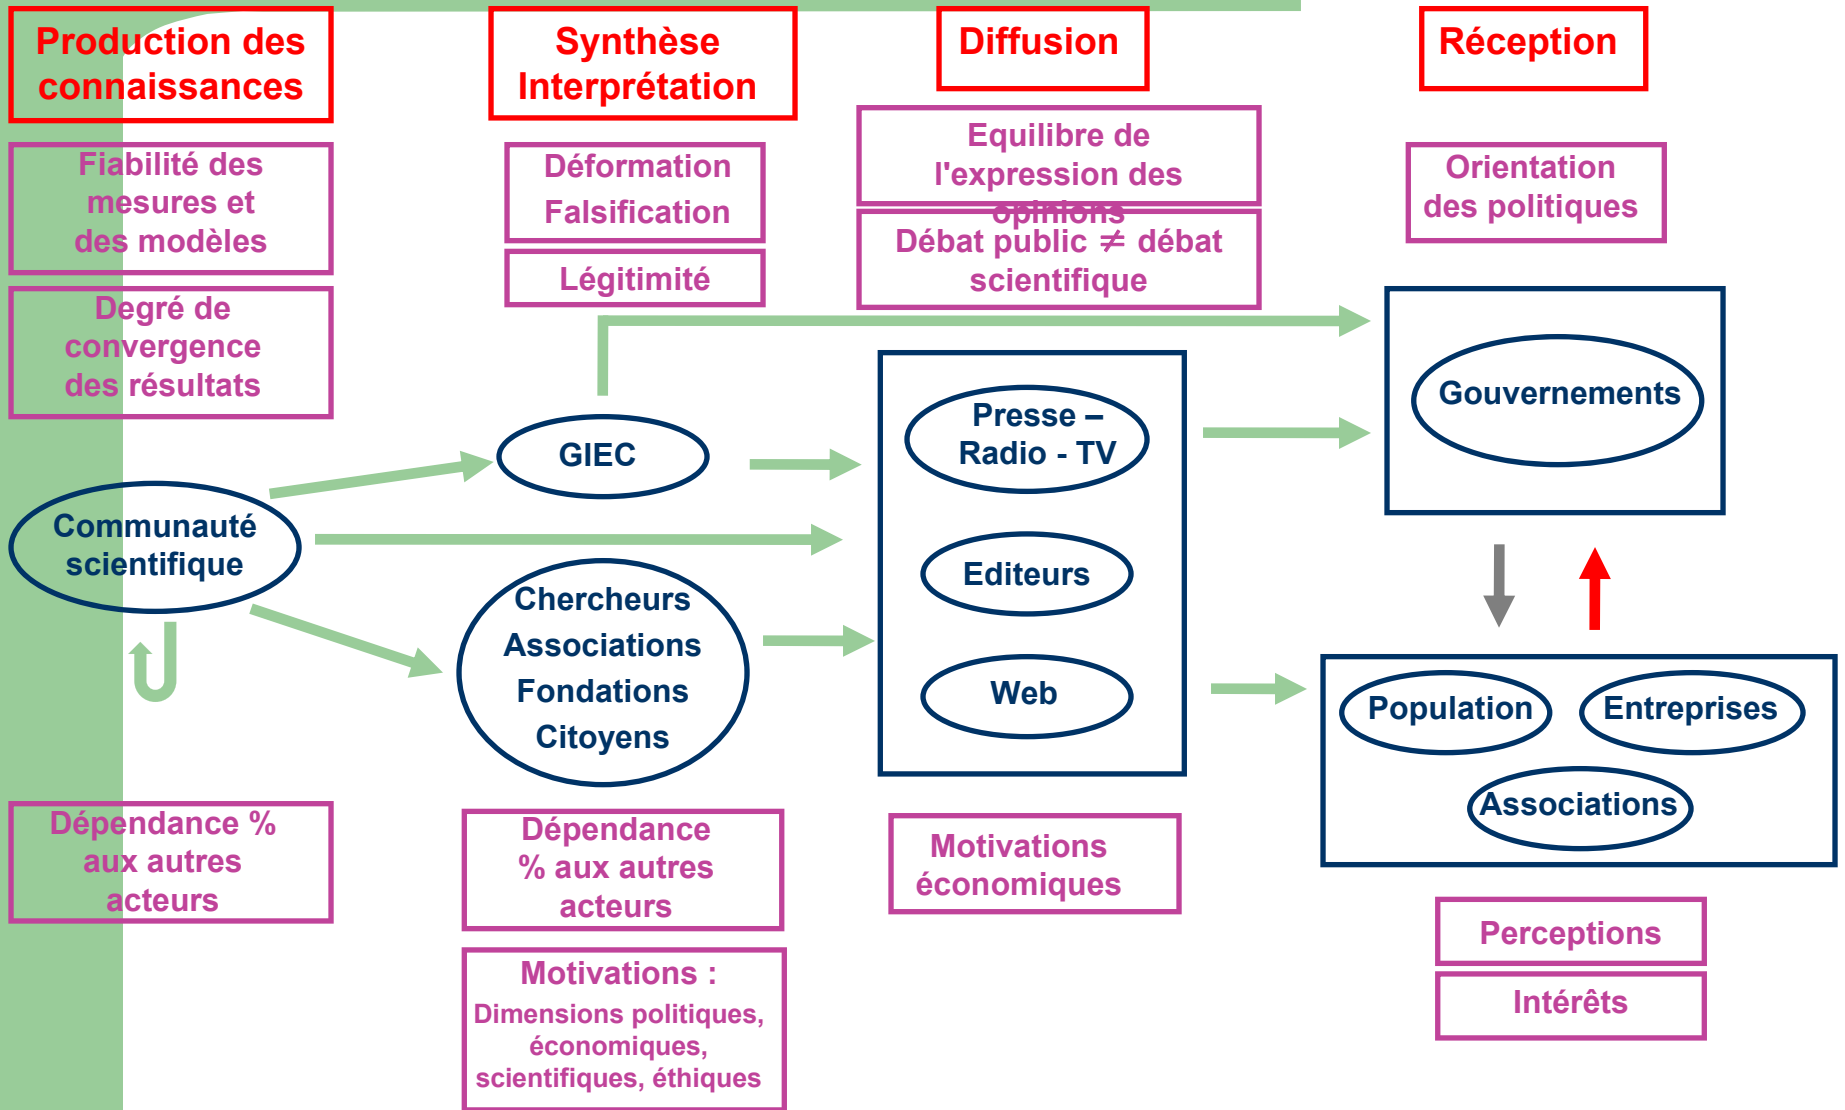 Production des
connaissances
Synthèse
Interprétation
Diffusion
Réception
Fiabilité des
mesures et
des modèles
Degré de
convergence
des résultats
Déformation
Falsification
Légitimité
Equilibre de
l'expression des
opinions
Débat public ≠ débat
scientifique
Orientation
des politiques
Communauté
scientifique
GIEC
Chercheurs
Associations
Fondations
Citoyens
Presse –
Radio - TV
Editeurs
Web
Gouvernements
Population
Entreprises
Associations
Dépendance %
aux autres
acteurs
Dépendance
% aux autres
acteurs
Motivations :
Dimensions politiques,
économiques,
scientifiques, éthiques
Motivations
économiques
Perceptions
Intérêts